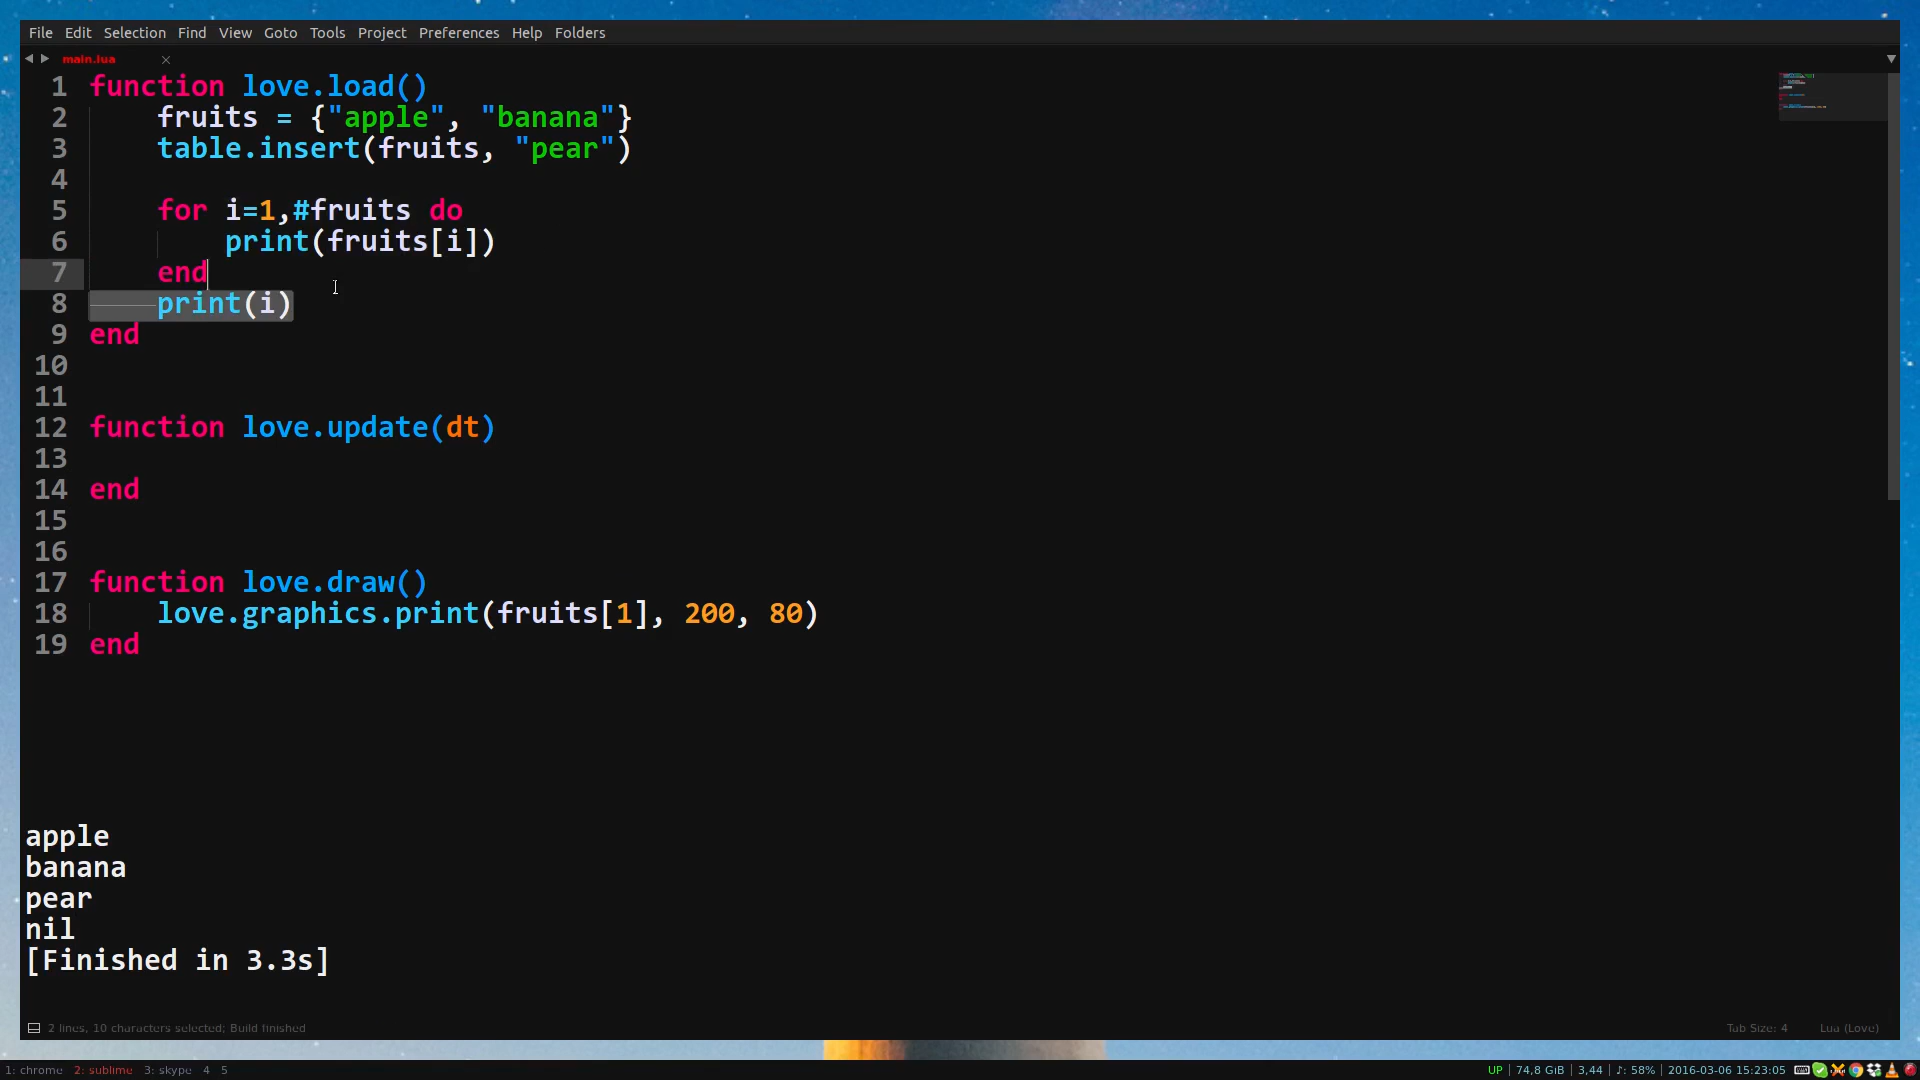 File Edit Selection Find View Goto Tools Project Preferences Help Folders
main.lua
1 function love.load()
2 fruits = {"apple", "banana"}
3 table.insert(fruits, "pear")
4
5 for i=1,#fruits do
6 print(fruits[i])
7 end
8 print(i)
9 end
10
11
12 function love.update(dt)
13
14 end
15
16
17 function love.draw()
18 love.graphics.print(fruits[1], 200, 80)
19 end
apple
banana
pear
nil
[Finished in 3.3s]
2 lines, 10 characters selected; Build finished Tab Size: 4 Lua (Love)
1: chrome 2: sublime 3: skype 4 5 UP | 74,8 GiB | 3,44 | ♪: 58% | 2016-03-06 15:23:05